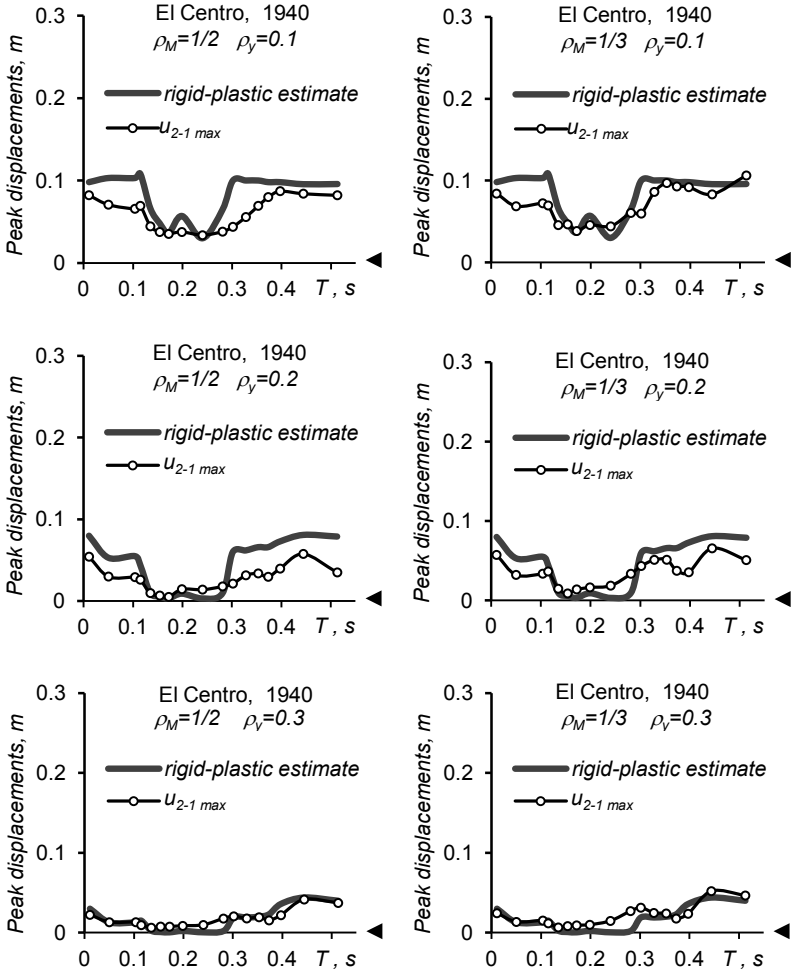 El Centro, 1940
ρM=1/2 ρy=0.1
Peak displacements, m
0.3
0.2
0.1
0
rigid-plastic estimate
u2-1 max
0 0.1 0.2 0.3 0.40 T , s
El Centro, 1940
ρM=1/3 ρy=0.1
Peak displacements, m
0.3
0.2
0.1
0
rigid-plastic estimate
u2-1 max
0 0.1 0.2 0.3 0.4 T , s
El Centro, 1940
ρM=1/2 ρy=0.2
Peak displacements, m
0.3
0.2
0.1
0
rigid-plastic estimate
u2-1 max
0 0.1 0.2 0.3 0.40 T , s
El Centro, 1940
ρM=1/3 ρy=0.2
Peak displacements, m
0.3
0.2
0.1
0
rigid-plastic estimate
u2-1 max
0 0.1 0.2 0.3 0.4 T , s
El Centro, 1940
ρM=1/2 ρy=0.3
Peak displacements, m
0.3
0.2
0.1
0
rigid-plastic estimate
u2-1 max
0 0.1 0.2 0.3 0.40 T , s
El Centro, 1940
ρM=1/3 ρy=0.3
Peak displacements, m
0.3
0.2
0.1
0
rigid-plastic estimate
u2-1 max
0 0.1 0.2 0.3 0.4 T , s